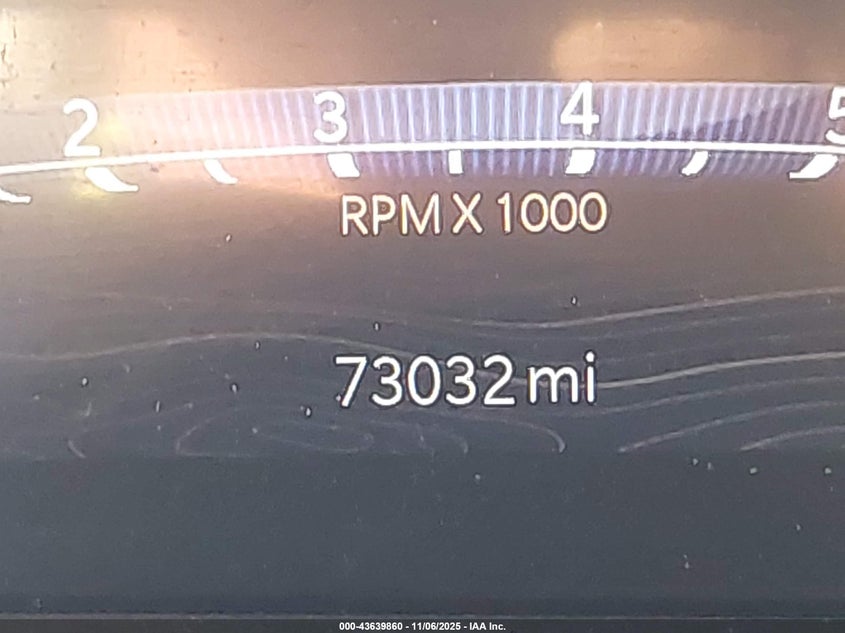 2 3 4 5
RPM X 1000
73032 mi
000-43639860 - 11/06/2025 - IAA Inc.